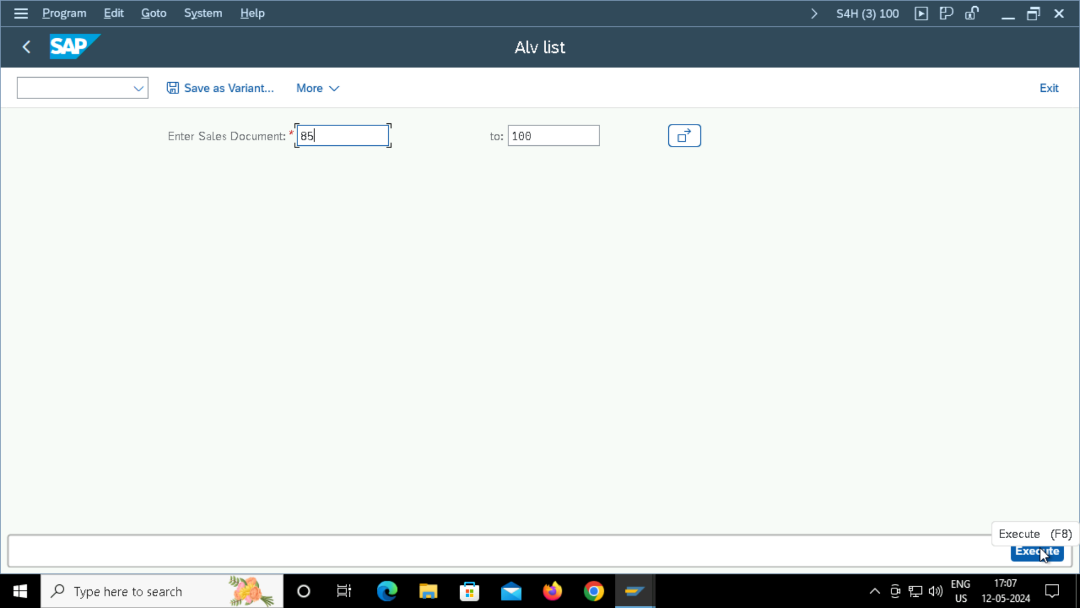 Program Edit Goto System Help S4H (3) 100
SAP Alv list
Save as Variant... More Exit
Enter Sales Document: * 85 to: 100
Execute (F8)
Execute
Type here to search
ENG 17:07
US 12-05-2024